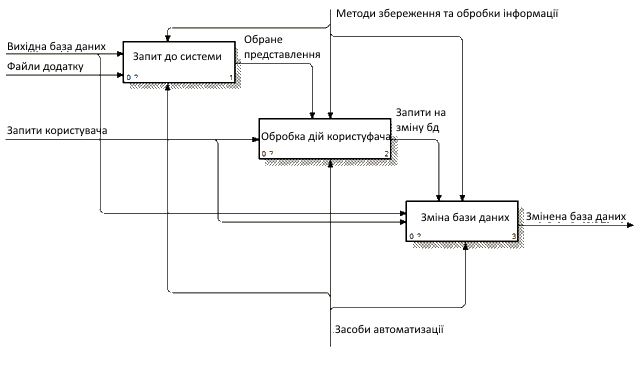 Методи збереження та обробки інформації
Вихідна база даних
Файли додатку
Запит до системи
0 ?
1
Обране
представлення
Запити користувача
Обробка дій користуфача
0 ?
2
Запити на
зміну бд
Зміна бази даних
0 ?
3
Змінена база даних
Засоби автоматизації